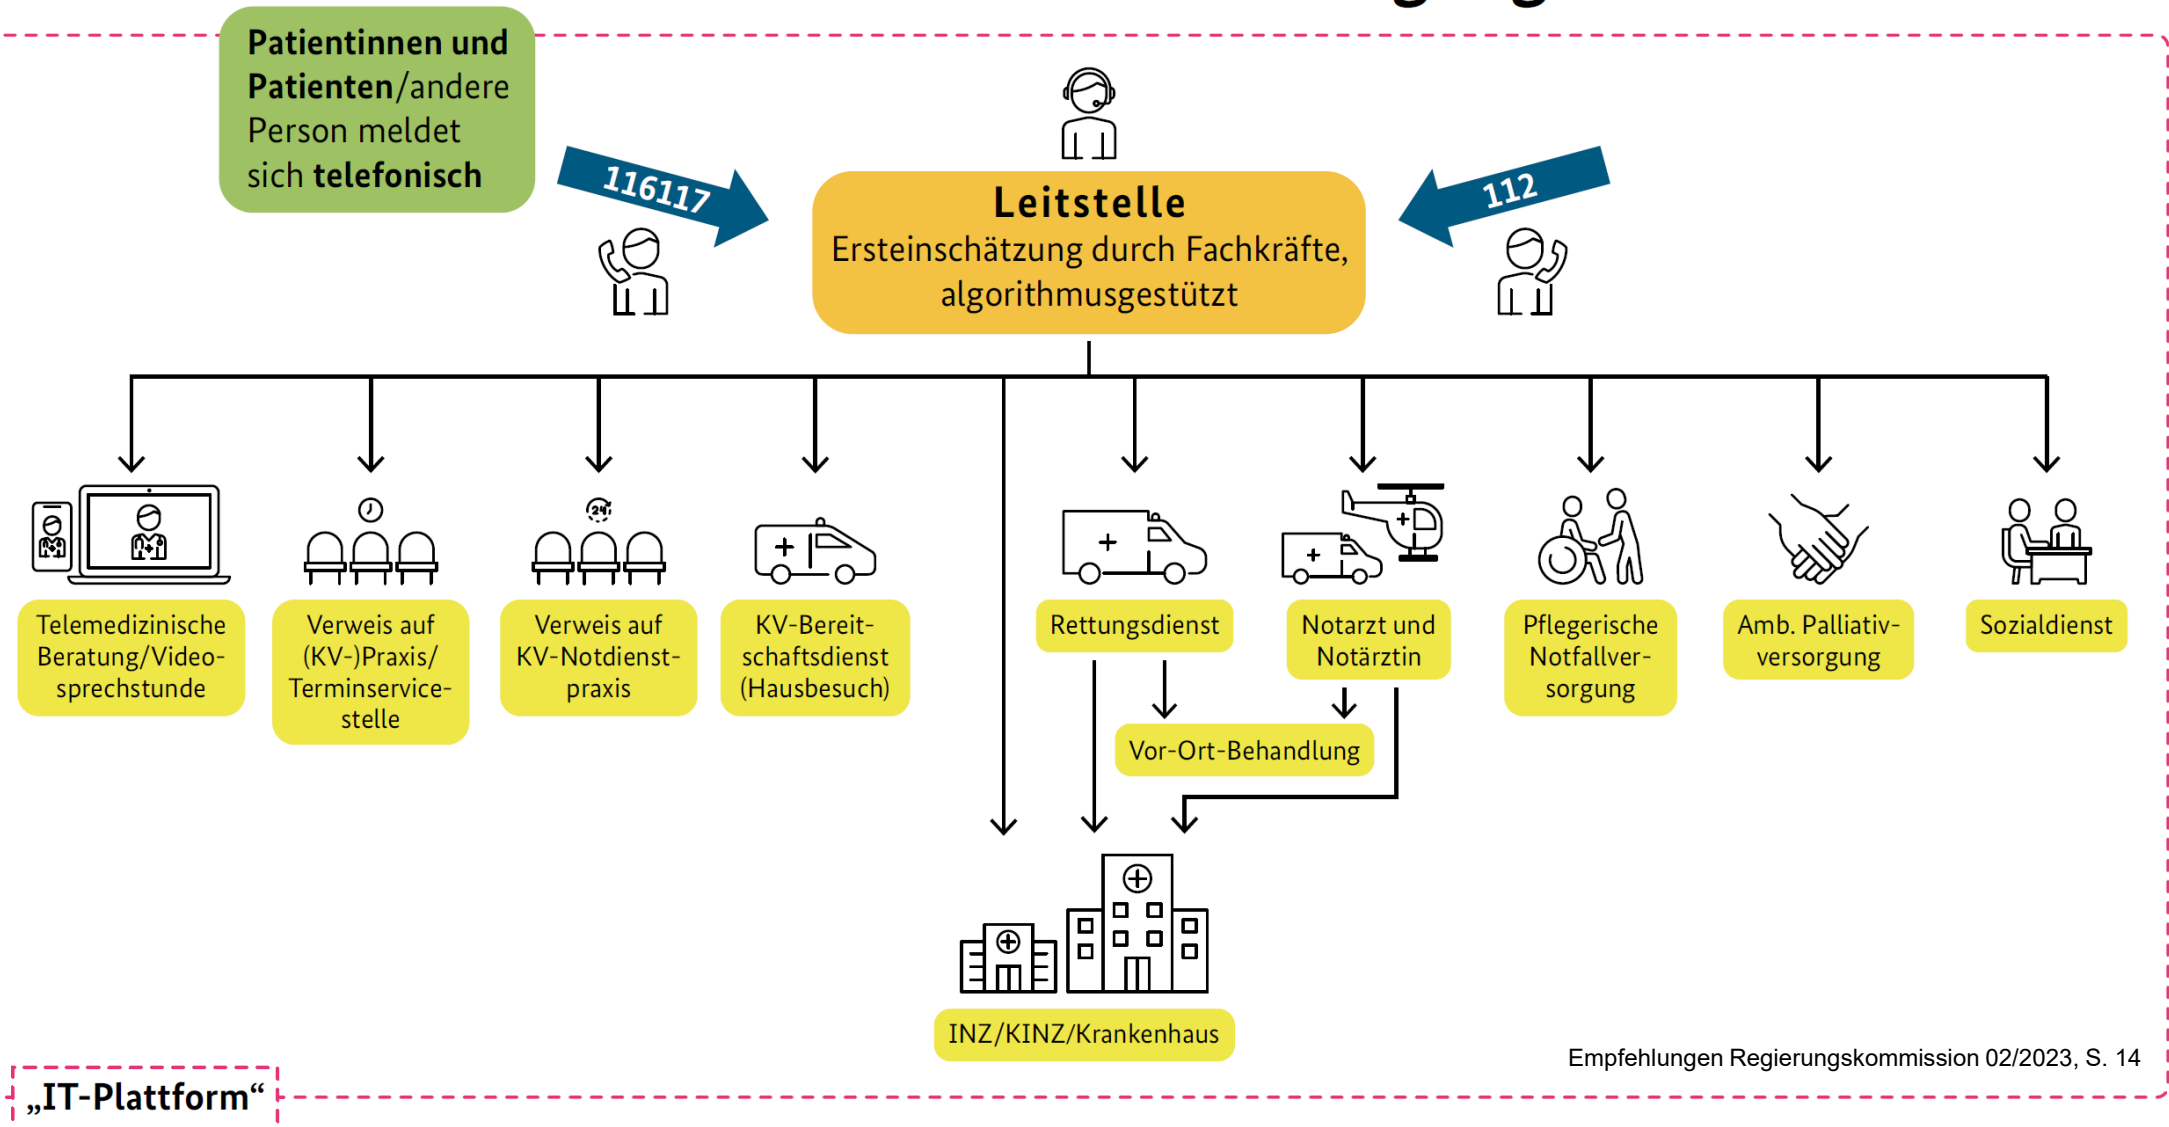 Patientinnen und
Patienten/andere
Person meldet
sich telefonisch
116117
112
Leitstelle
Ersteinschätzung durch Fachkräfte,
algorithmusgestützt
24
Telemedizinische
Beratung/Video-
sprechstunde
Verweis auf
(KV-)Praxis/
Terminservice-
stelle
Verweis auf
KV-Notdienst-
praxis
KV-Bereit-
schaftsdienst
(Hausbesuch)
Rettungsdienst
Notarzt und
Notärztin
Pflegerische
Notfallver-
sorgung
Amb. Palliativ-
versorgung
Sozialdienst
Vor-Ort-Behandlung
INZ/KINZ/Krankenhaus
Empfehlungen Regierungskommission 02/2023, S. 14
„IT-Plattform“